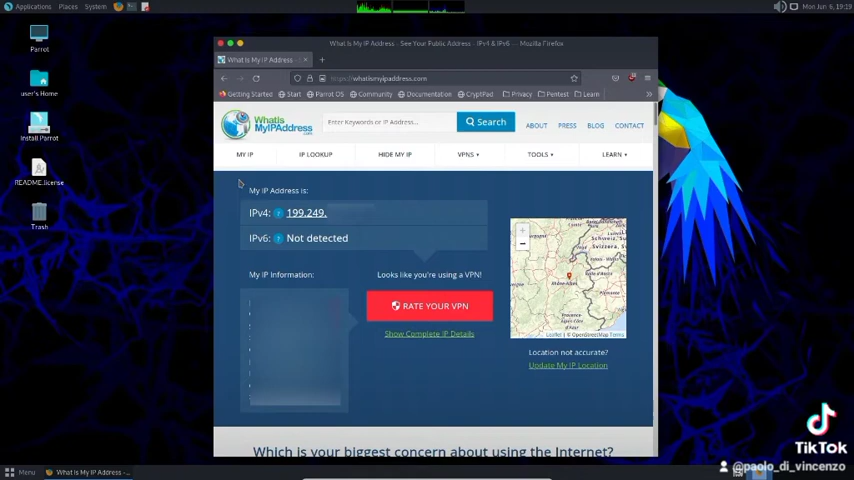 Applications Places System
Mon Jun 6, 19:19
Parrot
user's Home
Install Parrot
README.license
Trash
What Is My IP Address - See Your Public Address - IPv4 & IPv6 — Mozilla Firefox
What Is My IP Address -
https://whatismyipaddress.com
Getting Started Start Parrot OS Community Documentation CryptPad Privacy Pentest Learn
WhatIs
MyIPAddress
.com
Enter Keywords or IP Address...
Search
ABOUT PRESS BLOG CONTACT
MY IP IP LOOKUP HIDE MY IP VPNS TOOLS LEARN
My IP Address is:
IPv4: ? 199.249.
IPv6: ? Not detected
My IP Information:
Looks like you're using a VPN!
RATE YOUR VPN
Show Complete IP Details
Leaflet | © OpenStreetMap Terms
Location not accurate?
Update My IP Location
Which is your biggest concern about using the Internet?
TikTok
@paolo_di_vincenzo
Menu
What Is My IP Address -...